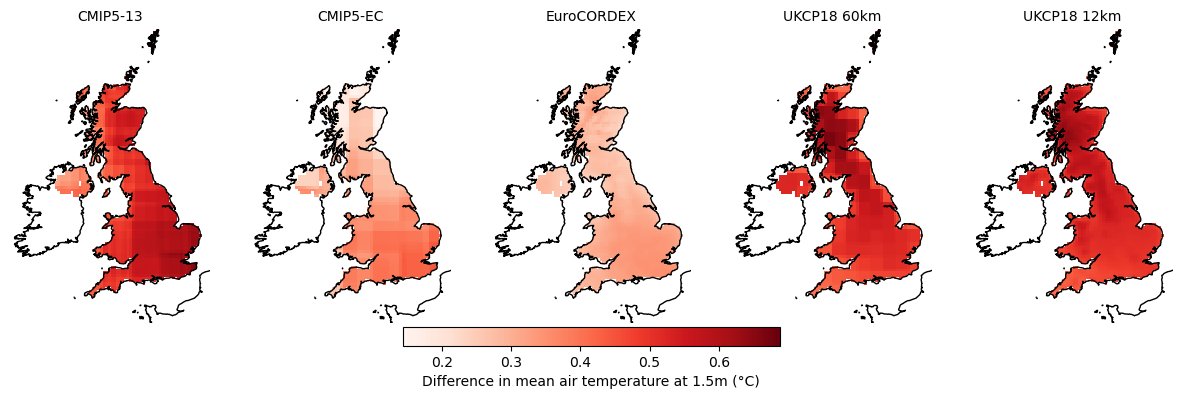 CMIP5-13
CMIP5-EC
EuroCORDEX
UKCP18 60km
UKCP18 12km
0.2
0.3
0.4
0.5
0.6
Difference in mean air temperature at 1.5m (°C)